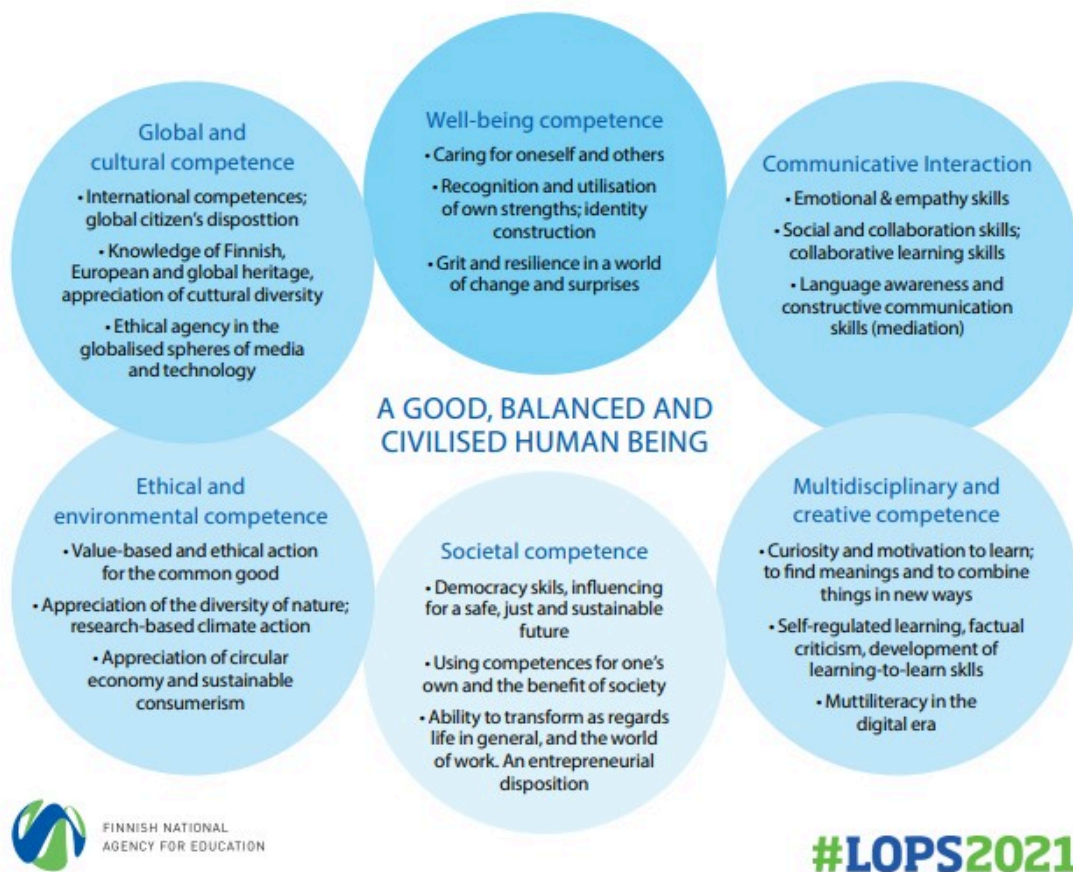 Global and
cultural competence
• International competences;
global citizen's disposttion
• Knowledge of Finnish,
European and global heritage,
appreciation of cuttural diversity
• Ethical agency in the
globalised spheres of media
and technology
Well-being competence
• Caring for oneself and others
• Recognition and utilisation
of own strengths; identity
construction
• Grit and resilience in a world
of change and surprises
Communicative Interaction
• Emotional & empathy skills
• Social and collaboration skills;
collaborative learning skills
• Language awareness and
constructive communication
skills (mediation)
A GOOD, BALANCED AND
CIVILISED HUMAN BEING
Ethical and
environmental competence
• Value-based and ethical action
for the common good
• Appreciation of the diversity of nature;
research-based climate action
• Appreciation of circular
economy and sustainable
consumerism
Societal competence
• Democracy skils, influencing
for a safe, just and sustainable
future
• Using competences for one's
own and the benefit of society
• Ability to transform as regards
life in general, and the world
of work. An entrepreneurial
disposition
Multidisciplinary and
creative competence
• Curiosity and motivation to learn;
to find meanings and to combine
things in new ways
• Self-regulated learning, factual
criticism, development of
learning-to-learn sklls
• Muttiliteracy in the
digital era
FINNISH NATIONAL
AGENCY FOR EDUCATION
#LOPS2021